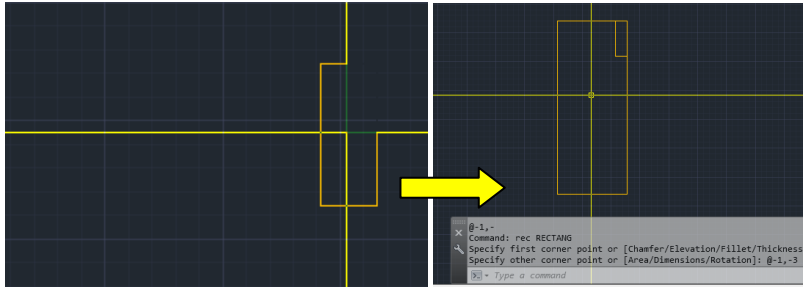 @-1,-
Command: rec RECTANG
Specify first corner point or [Chamfer/Elevation/Fillet/Thickness
Specify other corner point or [Area/Dimensions/Rotation]: @-1,-3
Type a command